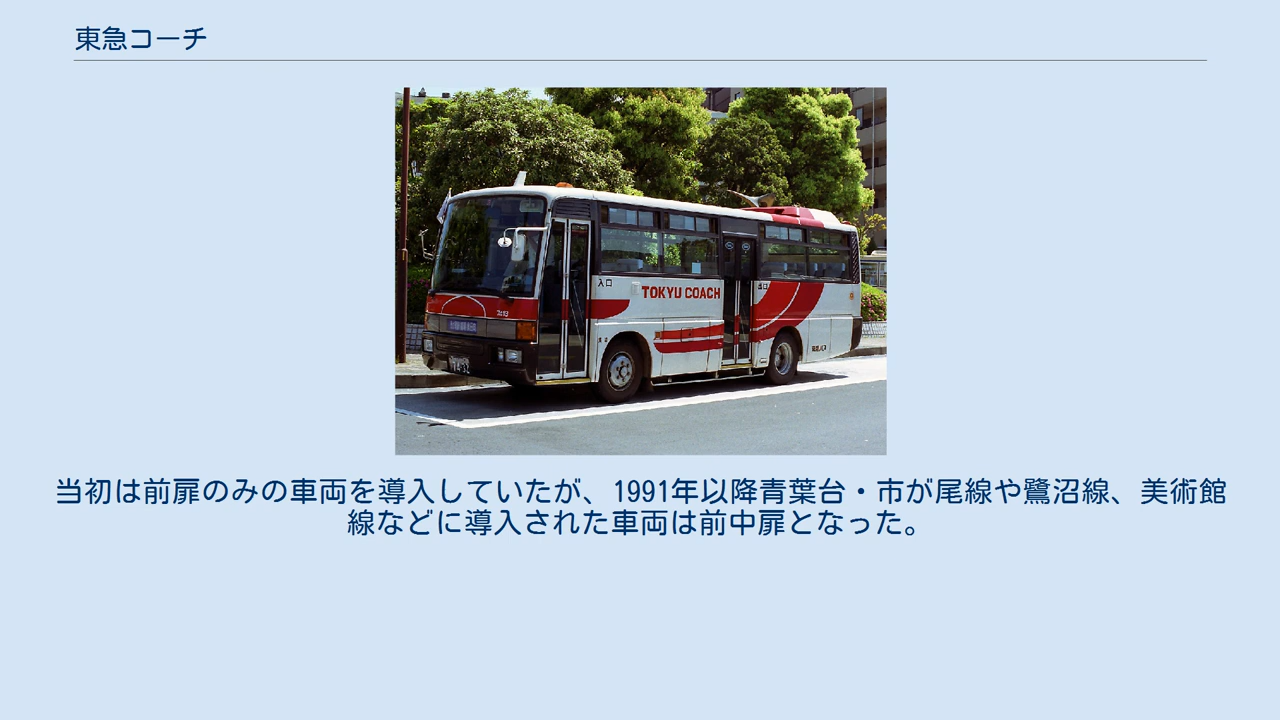 東急コーチ
入口
TOKYU COACH
出口
当初は前扉のみの車両を導入していたが、1991年以降青葉台・市が尾線や鷺沼線、美術館
線などに導入された車両は前中扉となった。